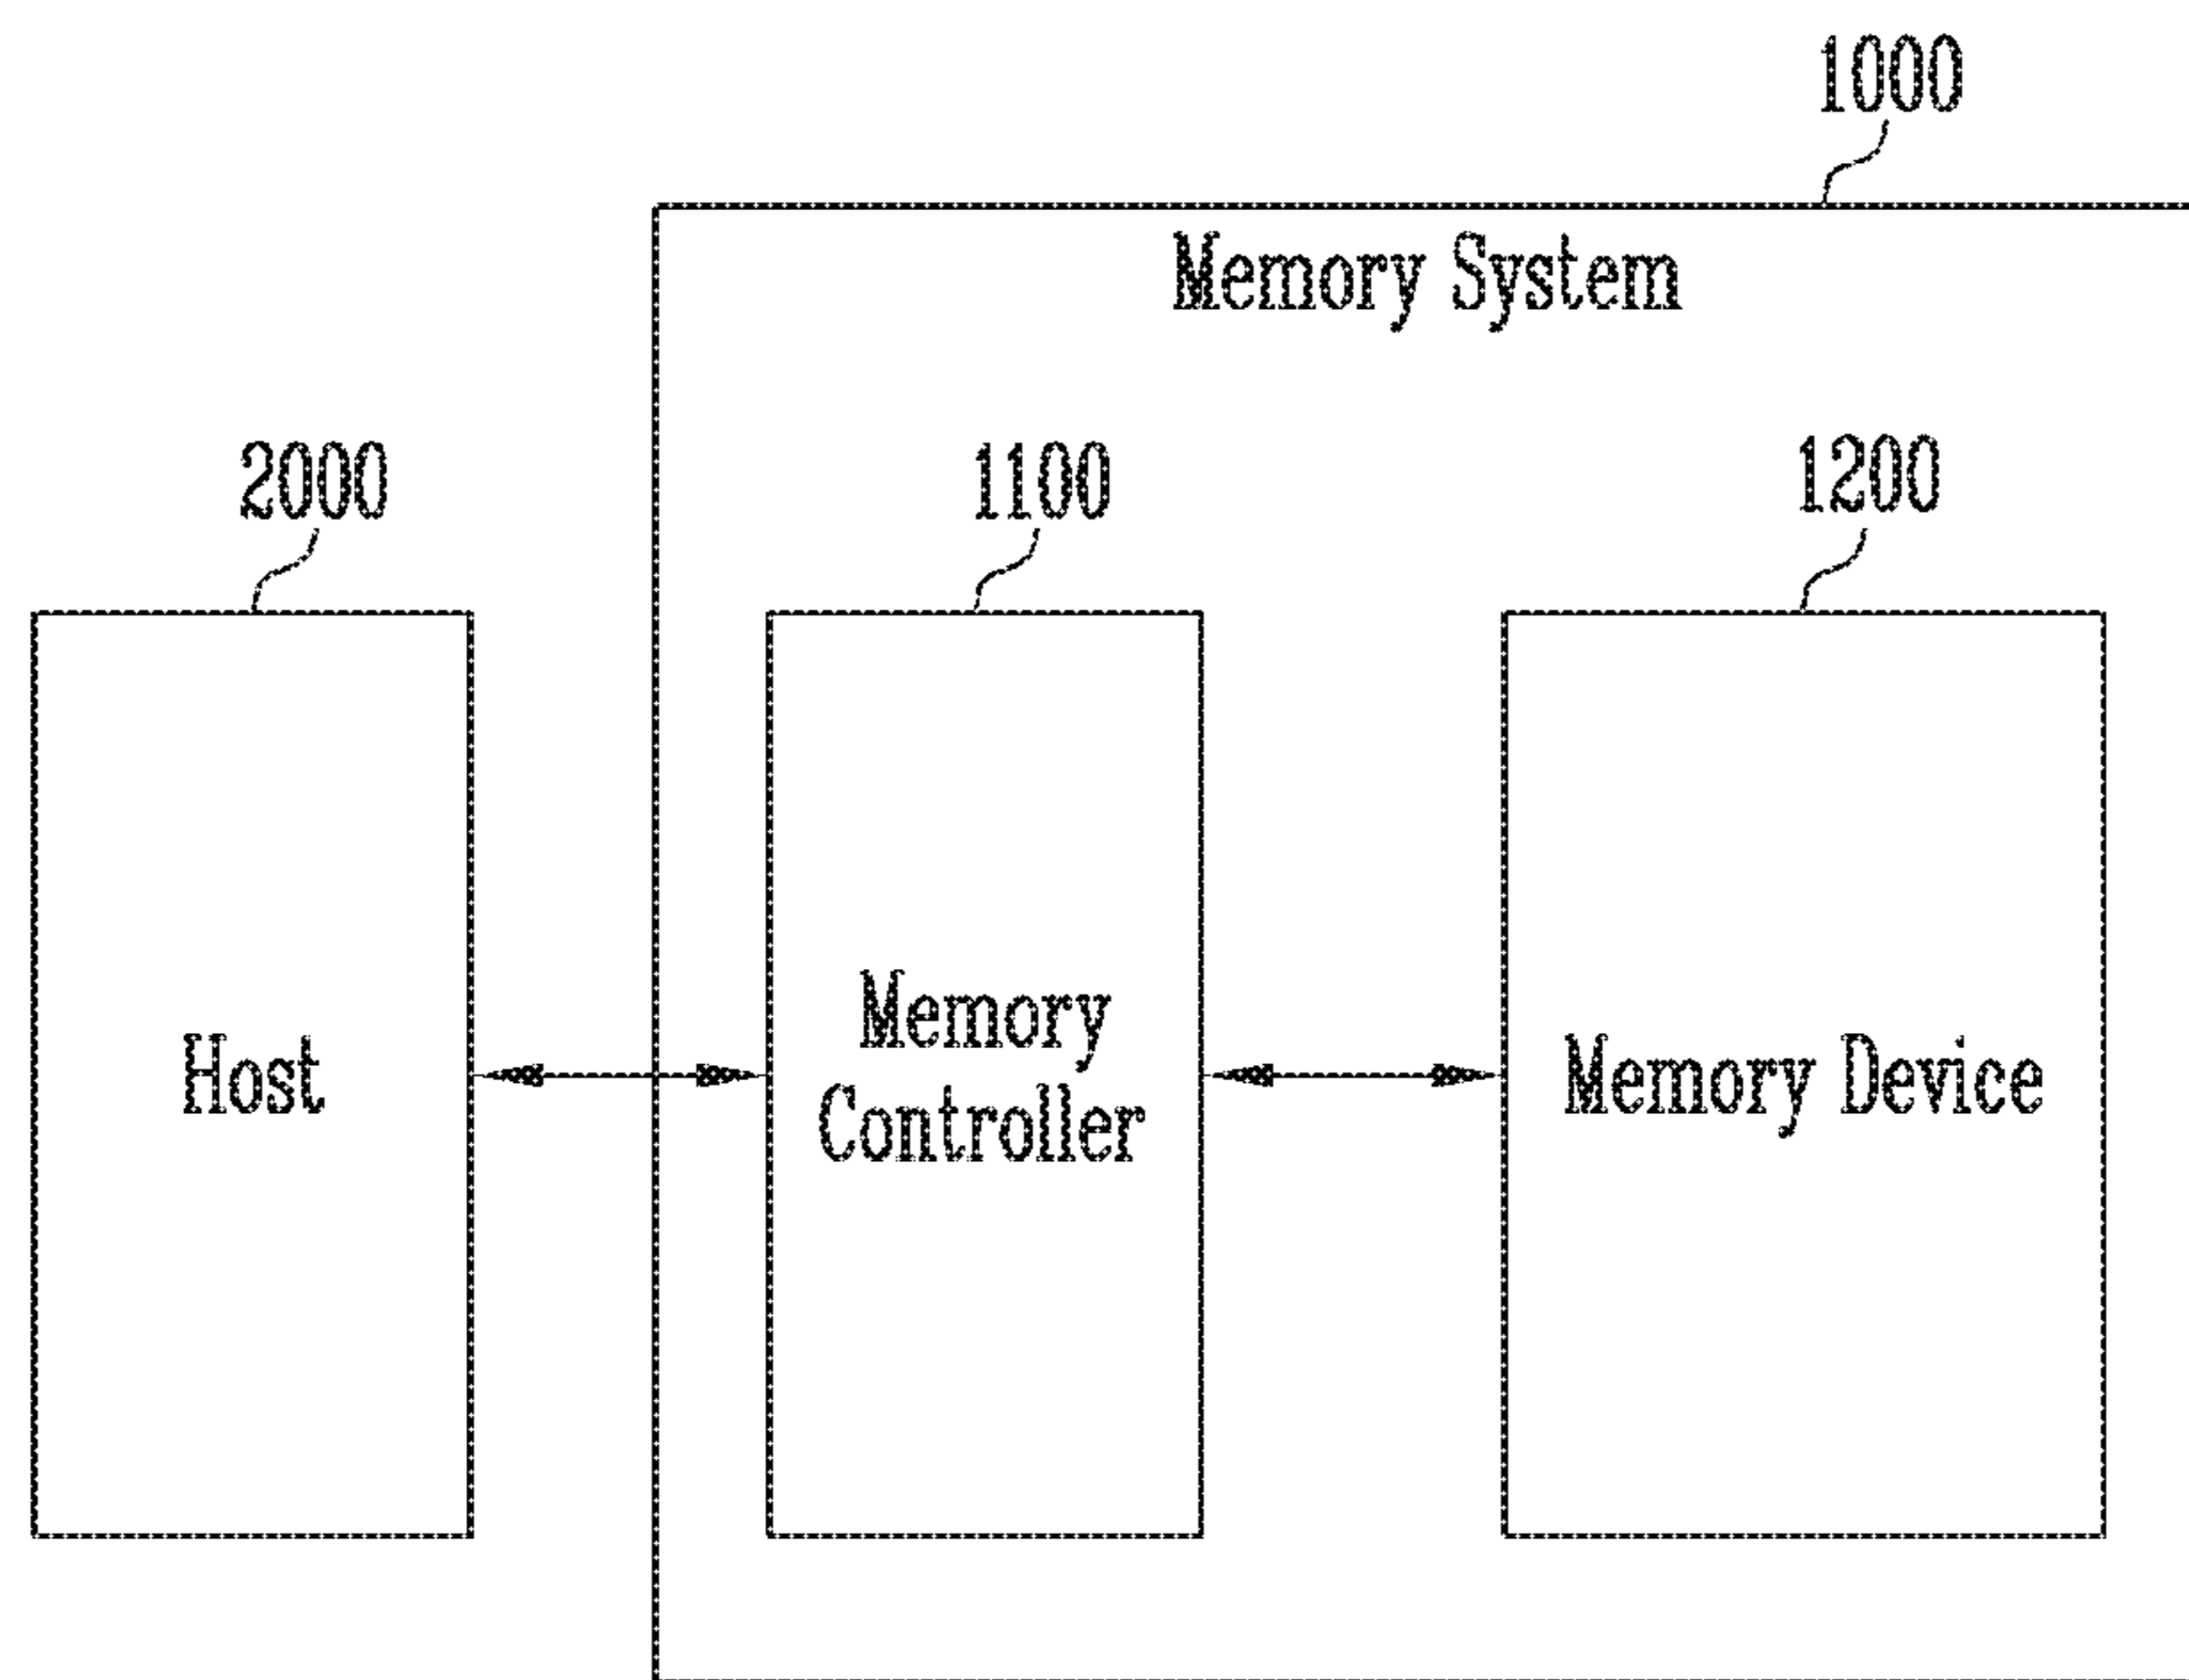 1000
Memory System
2000
1100
1200
Host
Memory
Controller
Memory Device